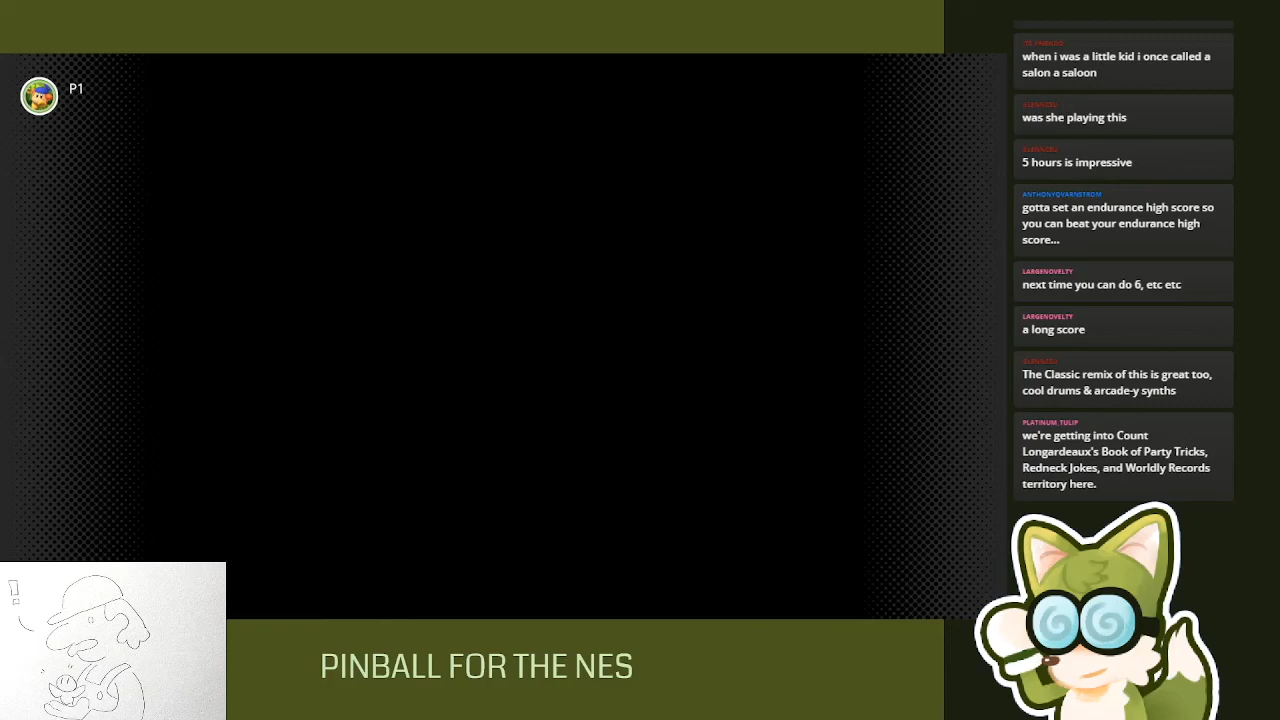 P1
when i was a little kid i once called a
salon a saloon
was she playing this
5 hours is impressive
ANTHONYQVARNSTROM
gotta set an endurance high score so
you can beat your endurance high
score...
LARGENOVELTY
next time you can do 6, etc etc
LARGENOVELTY
a long score
The Classic remix of this is great too,
cool drums & arcade-y synths
PLATINUM_TULIP
we're getting into Count
Longardeaux's Book of Party Tricks,
Redneck Jokes, and Worldly Records
territory here.
!!
PINBALL FOR THE NES